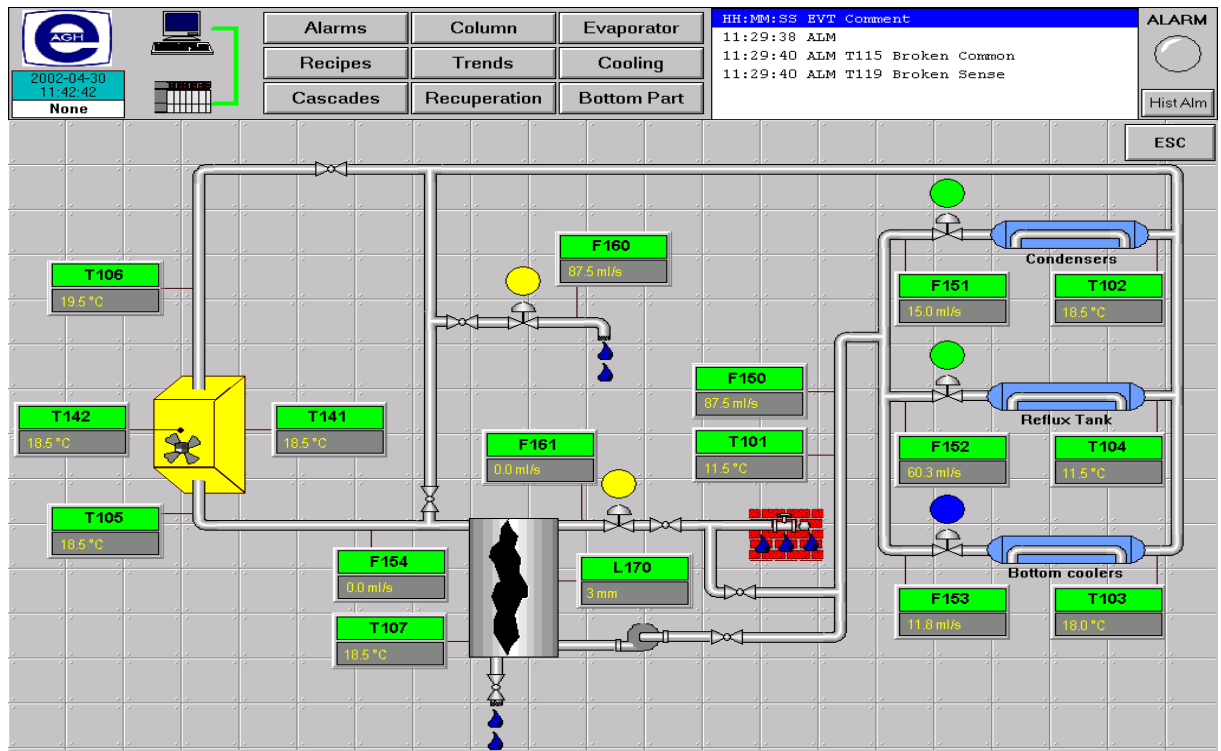 AGH
2002-04-30
11:42:42
None
Alarms
Column
Evaporator
Recipes
Trends
Cooling
Cascades
Recuperation
Bottom Part
HH:MM:SS EVT Comment
11:29:38 ALM
11:29:40 ALM T115 Broken Common
11:29:40 ALM T119 Broken Sense
ALARM
Hist Alm
ESC
F160
87.5 ml/s
T106
19.5 °C
Condensers
F151
15.0 ml/s
T102
18.5 °C
F150
87.5 ml/s
T142
18.5 °C
T141
18.5 °C
Reflux Tank
F161
0.0 ml/s
T101
11.5 °C
F152
60.3 ml/s
T104
11.5 °C
T105
18.5 °C
F154
0.0 ml/s
L170
3 mm
Bottom coolers
F153
11.8 ml/s
T103
18.0 °C
T107
18.5 °C